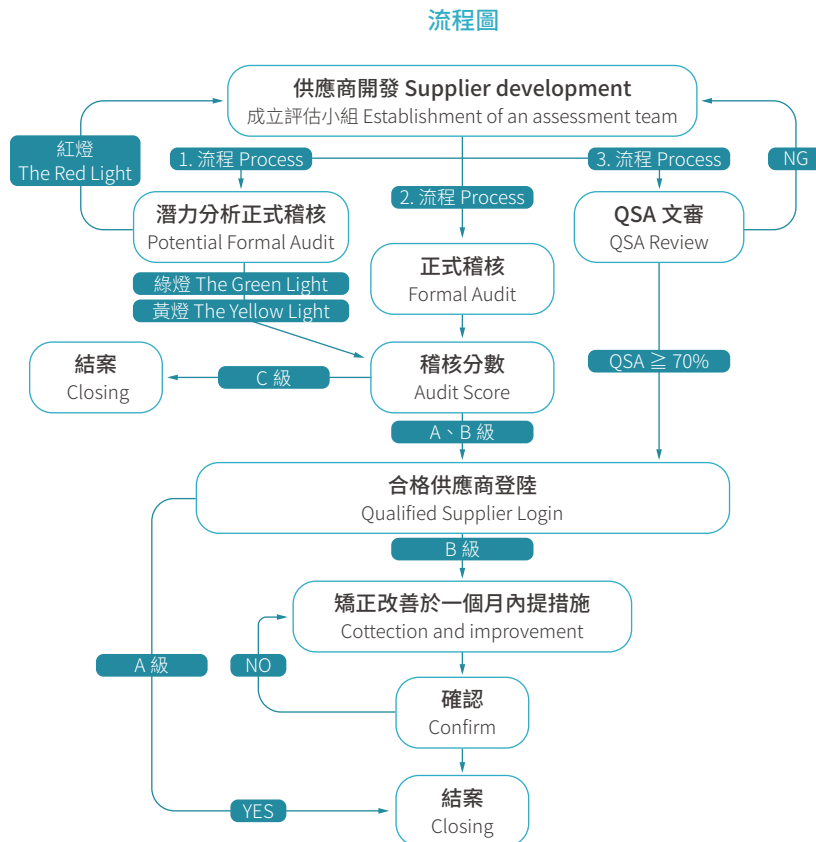 流程圖
供應商開發 Supplier development
成立評估小組 Establishment of an assessment team
紅燈
The Red Light
1. 流程 Process
3. 流程 Process
NG
2. 流程 Process
潛力分析正式稽核
Potential Formal Audit
QSA 文審
QSA Review
正式稽核
Formal Audit
綠燈 The Green Light
黃燈 The Yellow Light
結案
Closing
C 級
稽核分數
Audit Score
QSA ≧ 70%
A、B 級
合格供應商登陸
Qualified Supplier Login
B 級
矯正改善於一個月內提措施
Cottection and improvement
A 級
NO
確認
Confirm
YES
結案
Closing